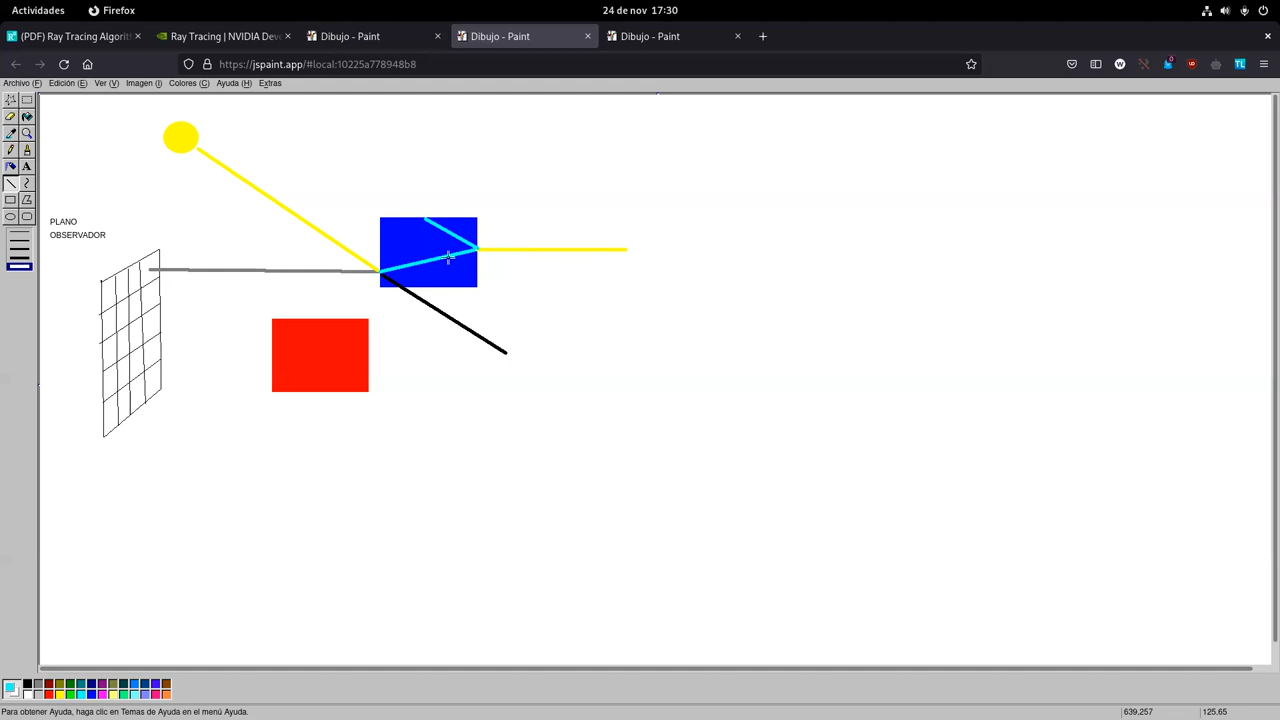 Actividades
Firefox
24 de nov 17:30
(PDF) Ray Tracing Algorit
Ray Tracing | NVIDIA Deve
Dibujo - Paint
Dibujo - Paint
Dibujo - Paint
https://jspaint.app/#local:10225a778948b8
Archivo (F) Edición (E) Ver (V) Imagen (I) Colores (C) Ayuda (H) Extras
PLANO
OBSERVADOR
Para obtener Ayuda, haga clic en Temas de Ayuda en el menú Ayuda.
639,257
125,65